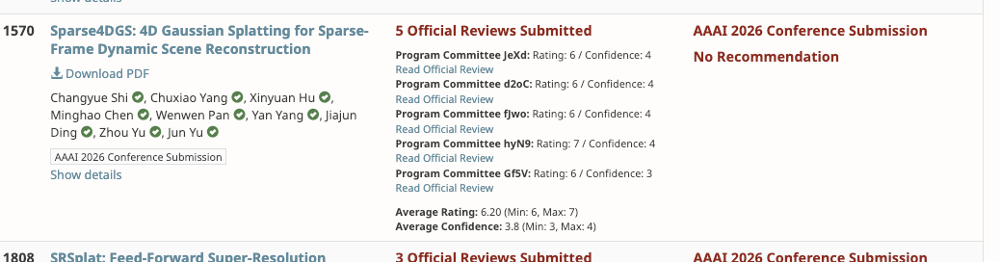 Show details
1570
Sparse4DGS: 4D Gaussian Splatting for Sparse-
Frame Dynamic Scene Reconstruction
Download PDF
Changyue Shi, Chuxiao Yang, Xinyuan Hu,
Minghao Chen, Wenwen Pan, Yan Yang, Jiajun
Ding, Zhou Yu, Jun Yu
AAAI 2026 Conference Submission
Show details
5 Official Reviews Submitted
Program Committee JeXd: Rating: 6 / Confidence: 4
Read Official Review
Program Committee d2oC: Rating: 6 / Confidence: 4
Read Official Review
Program Committee fJwo: Rating: 6 / Confidence: 4
Read Official Review
Program Committee hyN9: Rating: 7 / Confidence: 4
Read Official Review
Program Committee Gf5V: Rating: 6 / Confidence: 3
Read Official Review
Average Rating: 6.20 (Min: 6, Max: 7)
Average Confidence: 3.8 (Min: 3, Max: 4)
AAAI 2026 Conference Submission
No Recommendation
1808
SRSplat: Feed-Forward Super-Resolution
3 Official Reviews Submitted
AAAI 2026 Conference Submission